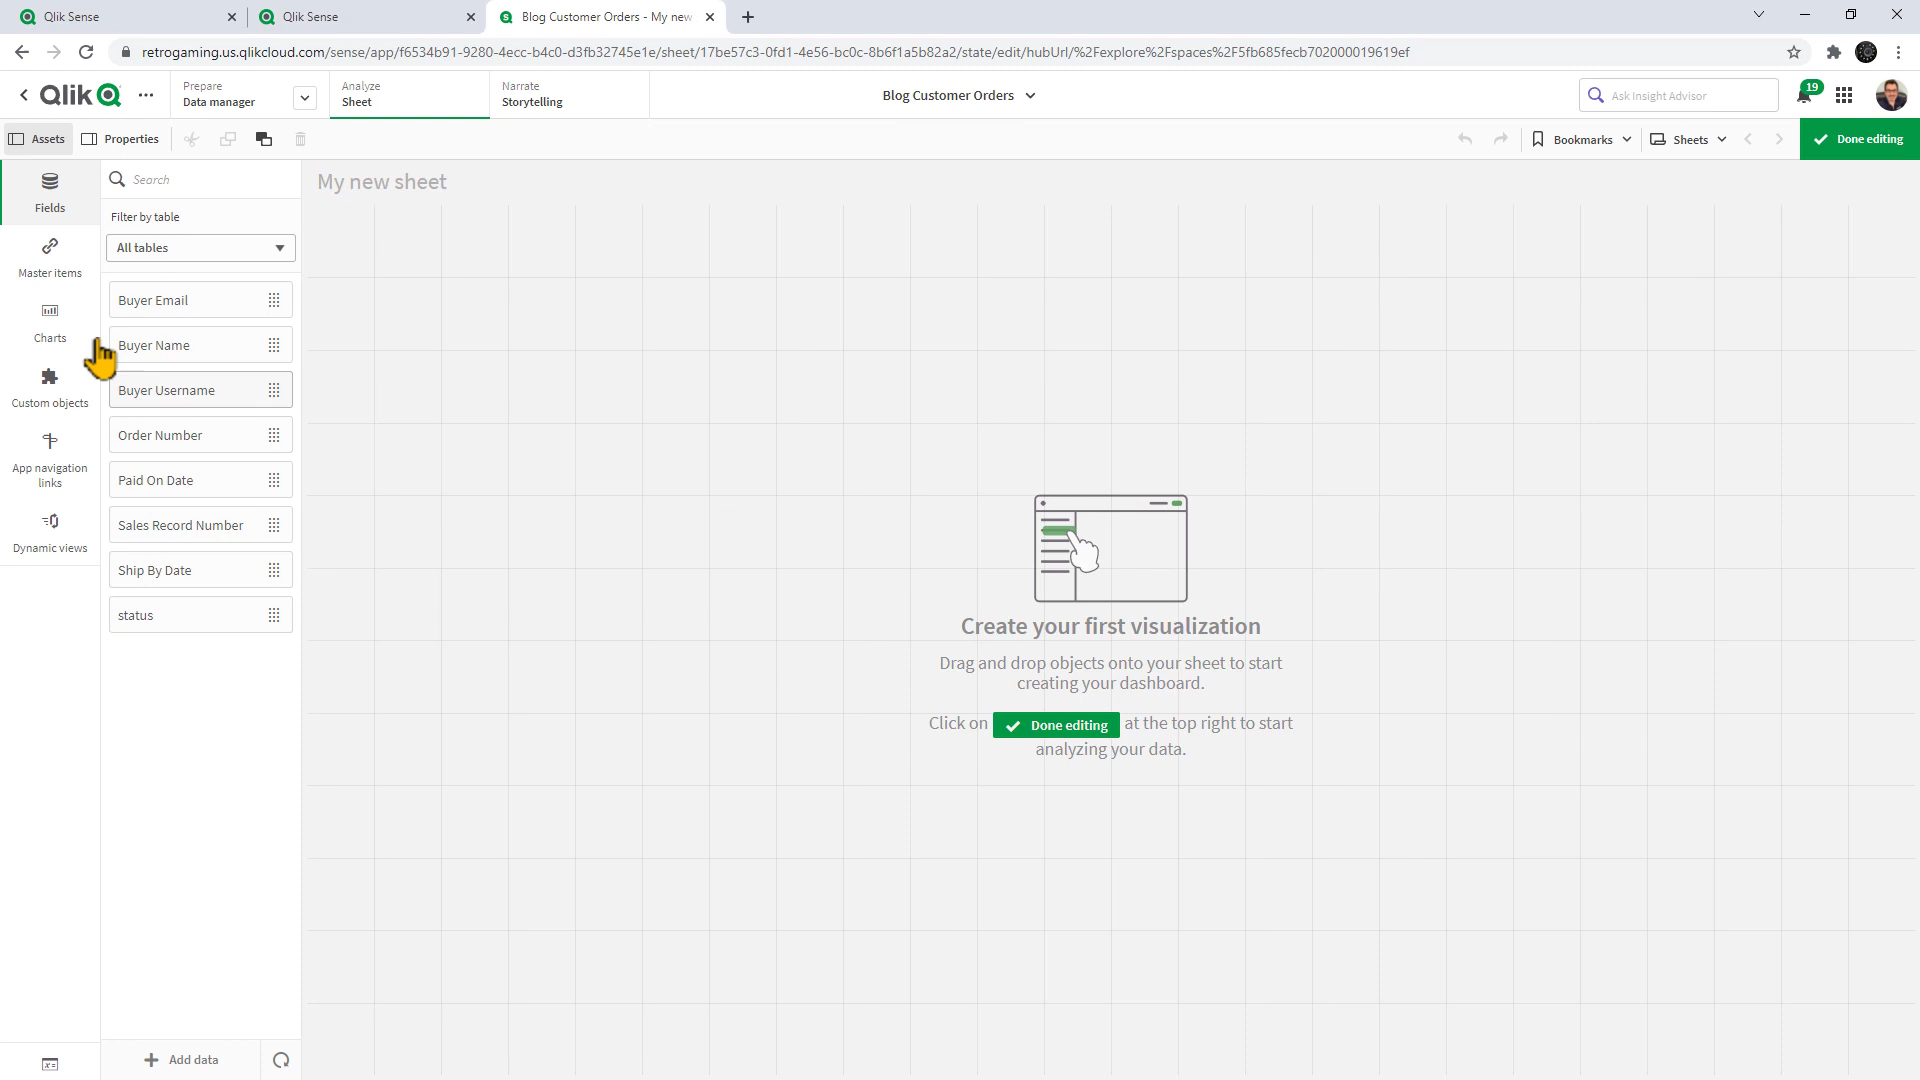 Qlik Sense
Qlik Sense
Blog Customer Orders - My new
retrogaming.us.qlikcloud.com/sense/app/f6534b91-9280-4ecc-b4c0-d3fb32745e1e/sheet/17be57c3-0fd1-4e56-bc0c-8b6f1a5b82a2/state/edit/hubUrl/%2Fexplore%2Fspaces%2F5fb685fecb702000019619ef
Qlik
Prepare
Data manager
Analyze
Sheet
Narrate
Storytelling
Blog Customer Orders
Ask Insight Advisor
19
Assets
Properties
Bookmarks
Sheets
Done editing
Fields
Master items
Charts
Custom objects
App navigation
links
Dynamic views
Search
Filter by table
All tables
Buyer Email
Buyer Name
Buyer Username
Order Number
Paid On Date
Sales Record Number
Ship By Date
status
Add data
My new sheet
Create your first visualization
Drag and drop objects onto your sheet to start
creating your dashboard.
Click on Done editing at the top right to start
analyzing your data.